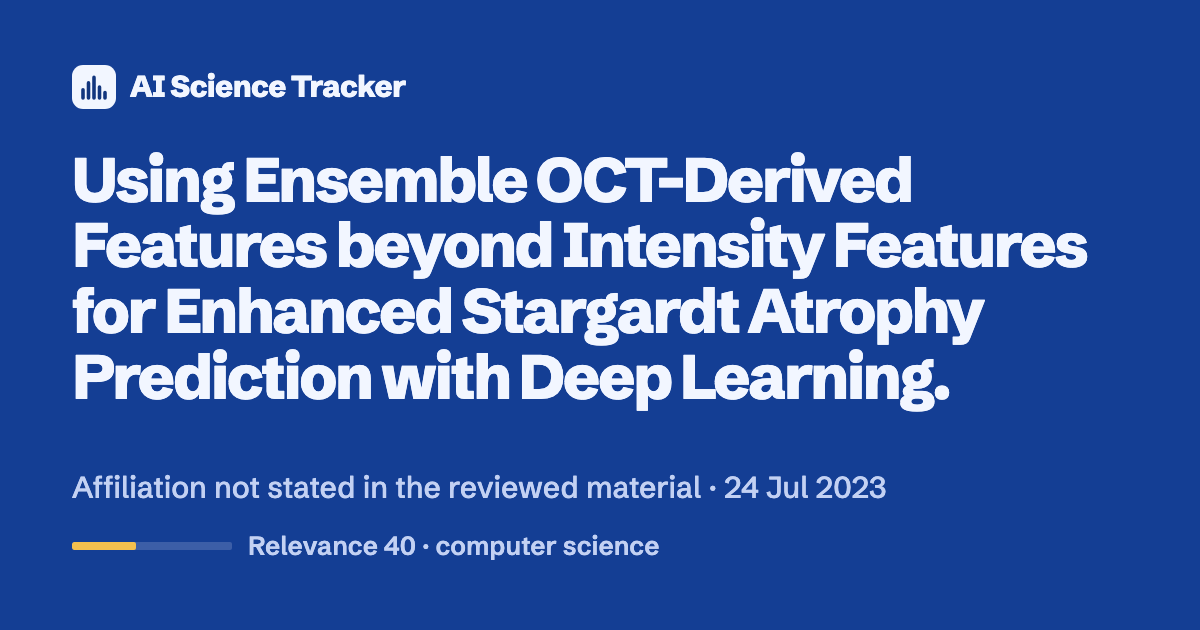 AI Science Tracker
Using Ensemble OCT-Derived
Features beyond Intensity Features
for Enhanced Stargardt Atrophy
Prediction with Deep Learning.
Affiliation not stated in the reviewed material · 24 Jul 2023
Relevance 40 · computer science